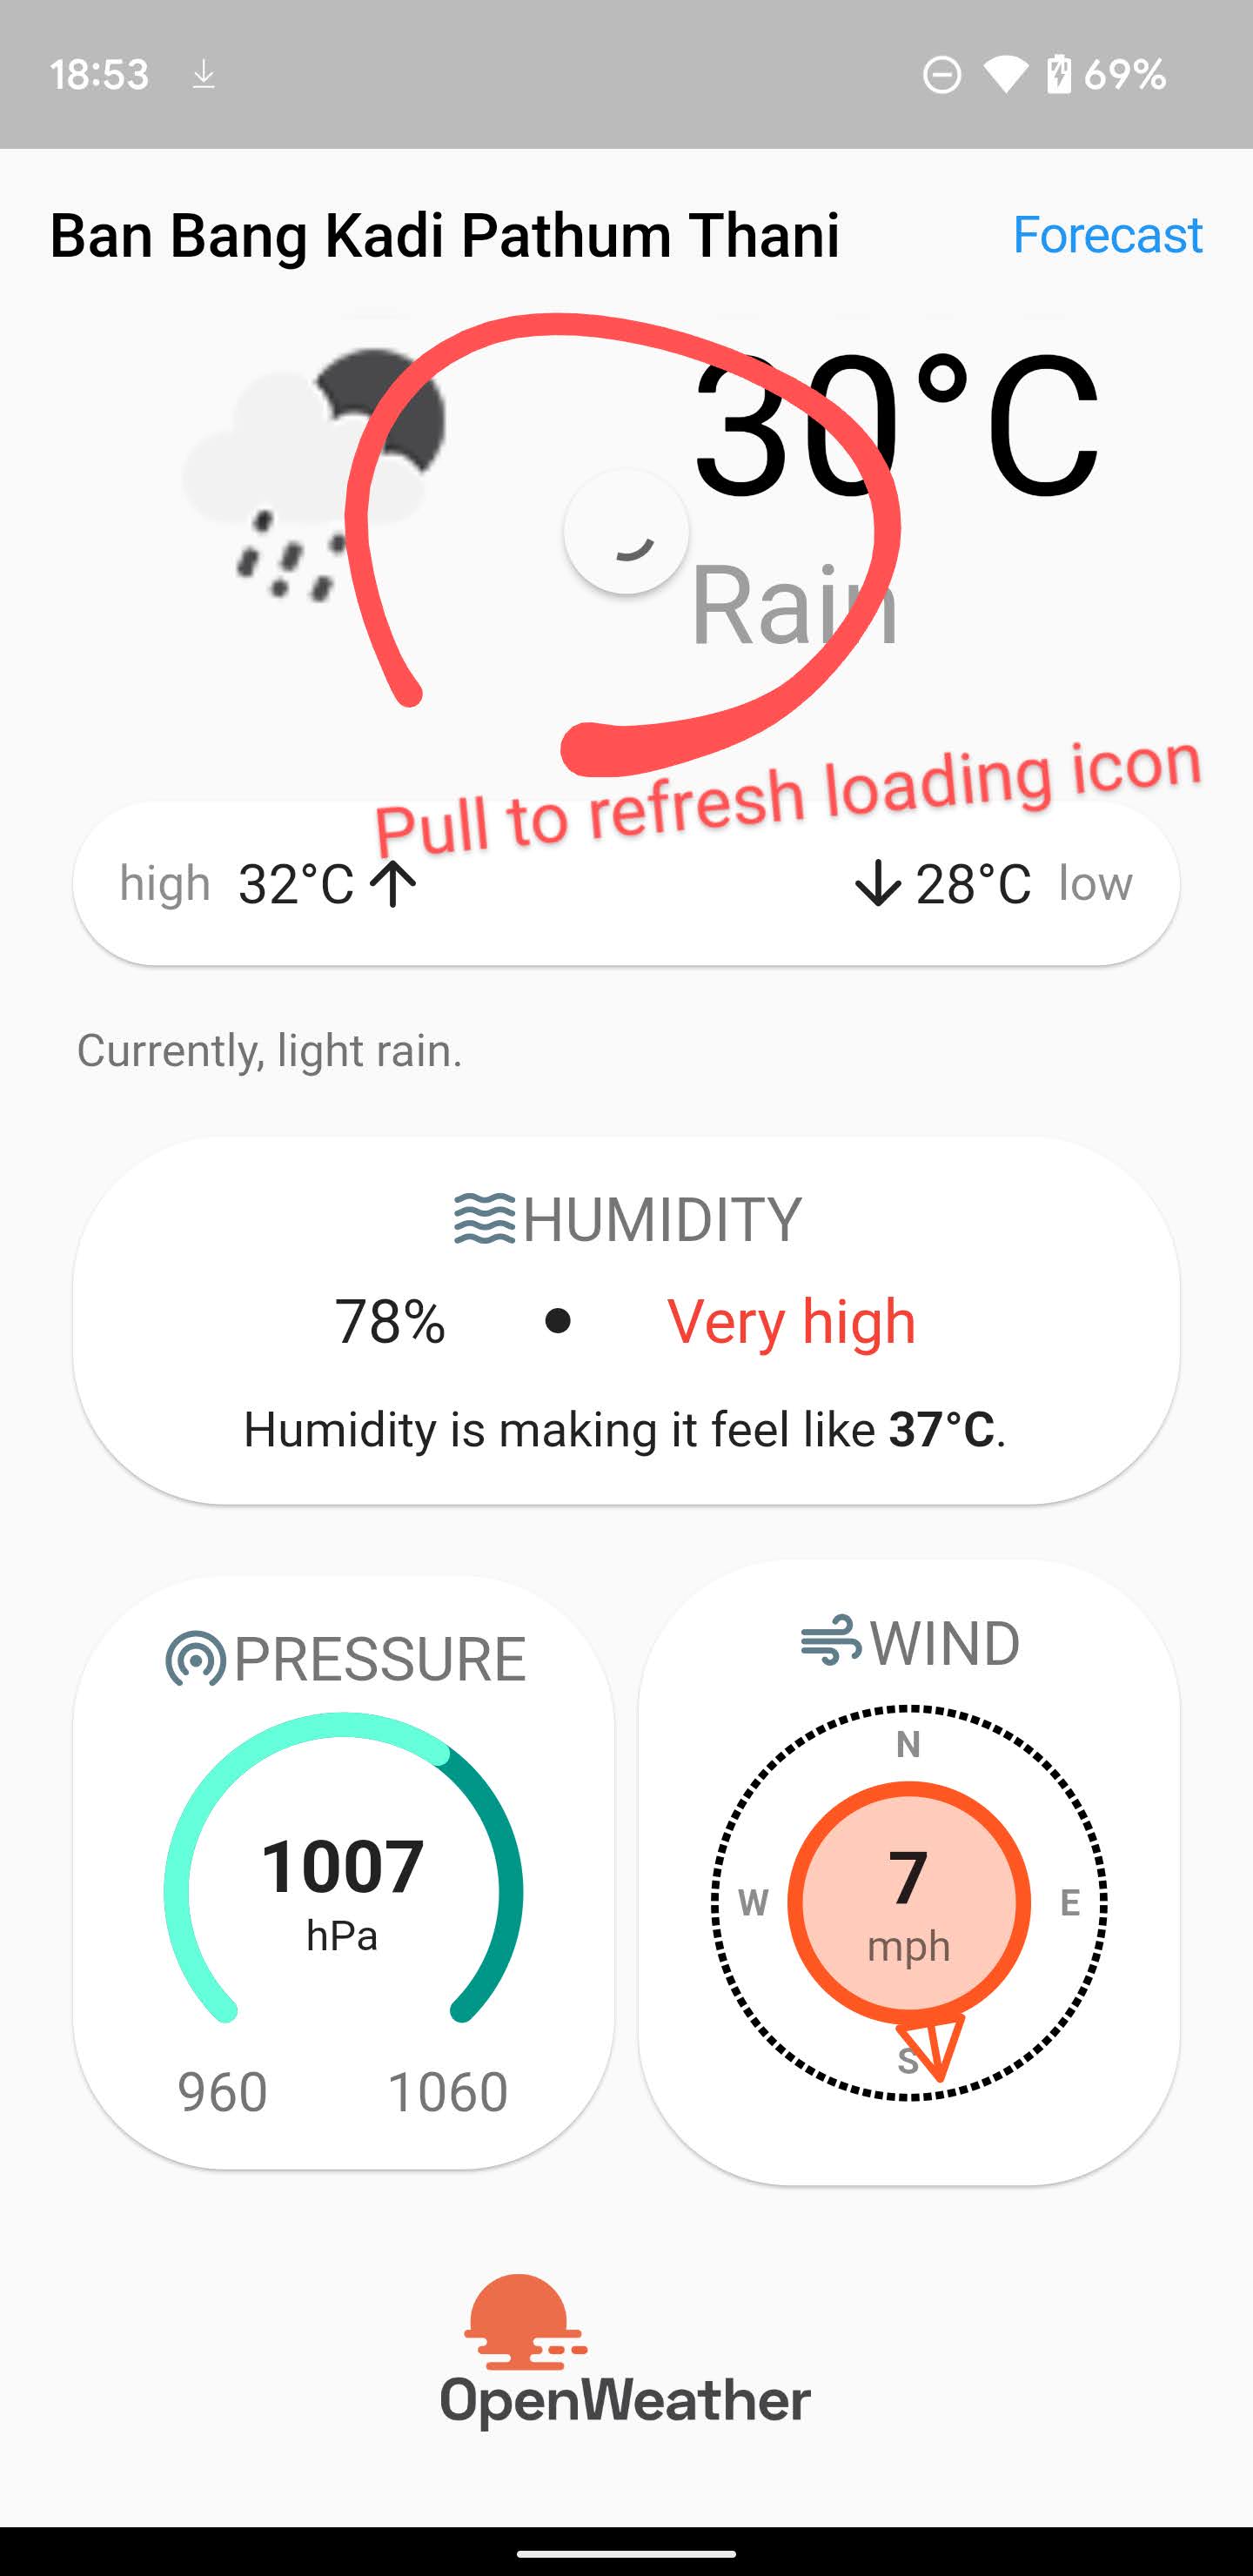 18:53 69%
Ban Bang Kadi Pathum Thani Forecast
30°C
Rain
Pull to refresh loading icon
high 32°C ↑ ↓ 28°C low
Currently, light rain.
HUMIDITY
78% • Very high
Humidity is making it feel like 37°C.
PRESSURE
1007
hPa
960 1060
WIND
N
W E
7
mph
S
OpenWeather